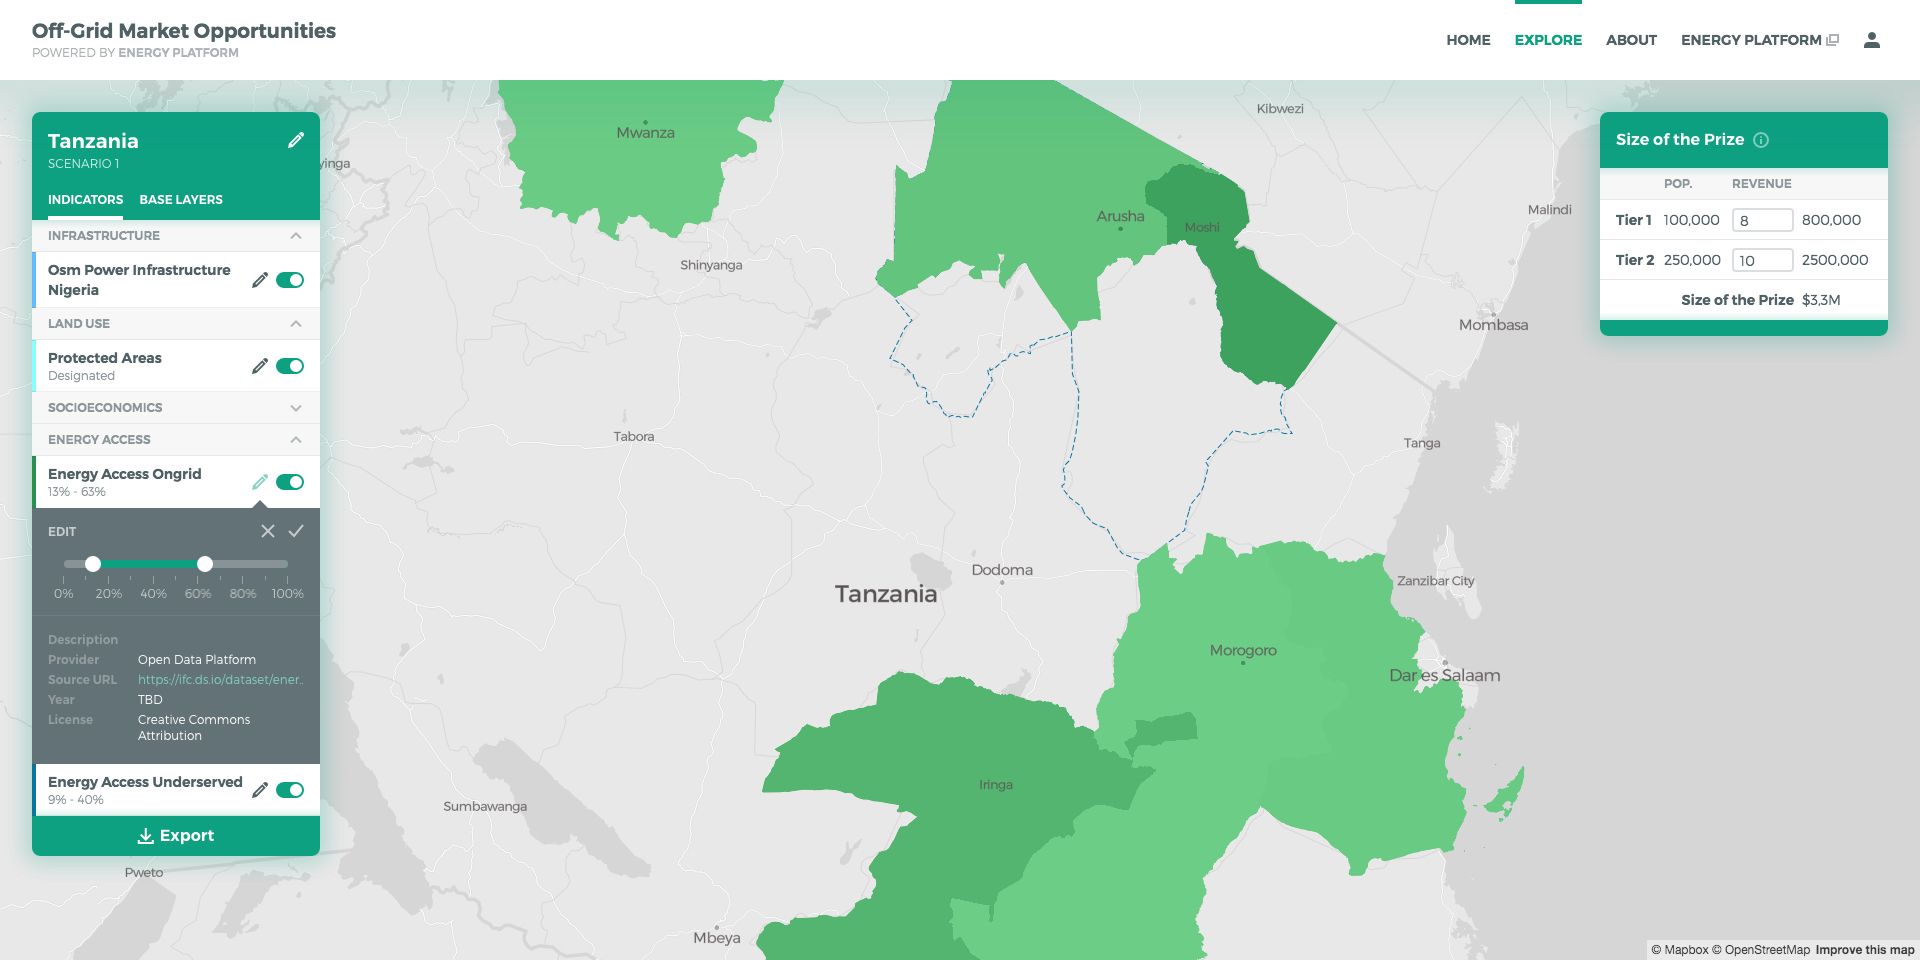 Off-Grid Market Opportunities
POWERED BY ENERGY PLATFORM
HOME
EXPLORE
ABOUT
ENERGY PLATFORM
Tanzania
SCENARIO 1
INDICATORS
BASE LAYERS
INFRASTRUCTURE
Osm Power Infrastructure
Nigeria
LAND USE
Protected Areas
Designated
SOCIOECONOMICS
ENERGY ACCESS
Energy Access Ongrid
13% - 63%
EDIT
0% 20% 40% 60% 80% 100%
Description
Provider Open Data Platform
Source URL https://ifc.ds.io/dataset/ener..
Year TBD
License Creative Commons
Attribution
Energy Access Underserved
9% - 40%
Export
Size of the Prize
POP. REVENUE
Tier 1 100,000 8 800,000
Tier 2 250,000 10 2500,000
Size of the Prize $3,3M
Kibwezi
Mwanza
yinga
Malindi
Arusha
Moshi
Shinyanga
Mombasa
Tabora
Tanga
Dodoma
Zanzibar City
Tanzania
Morogoro
Dar es Salaam
Iringa
Sumbawanga
Pweto
Mbeya
© Mapbox © OpenStreetMap Improve this map